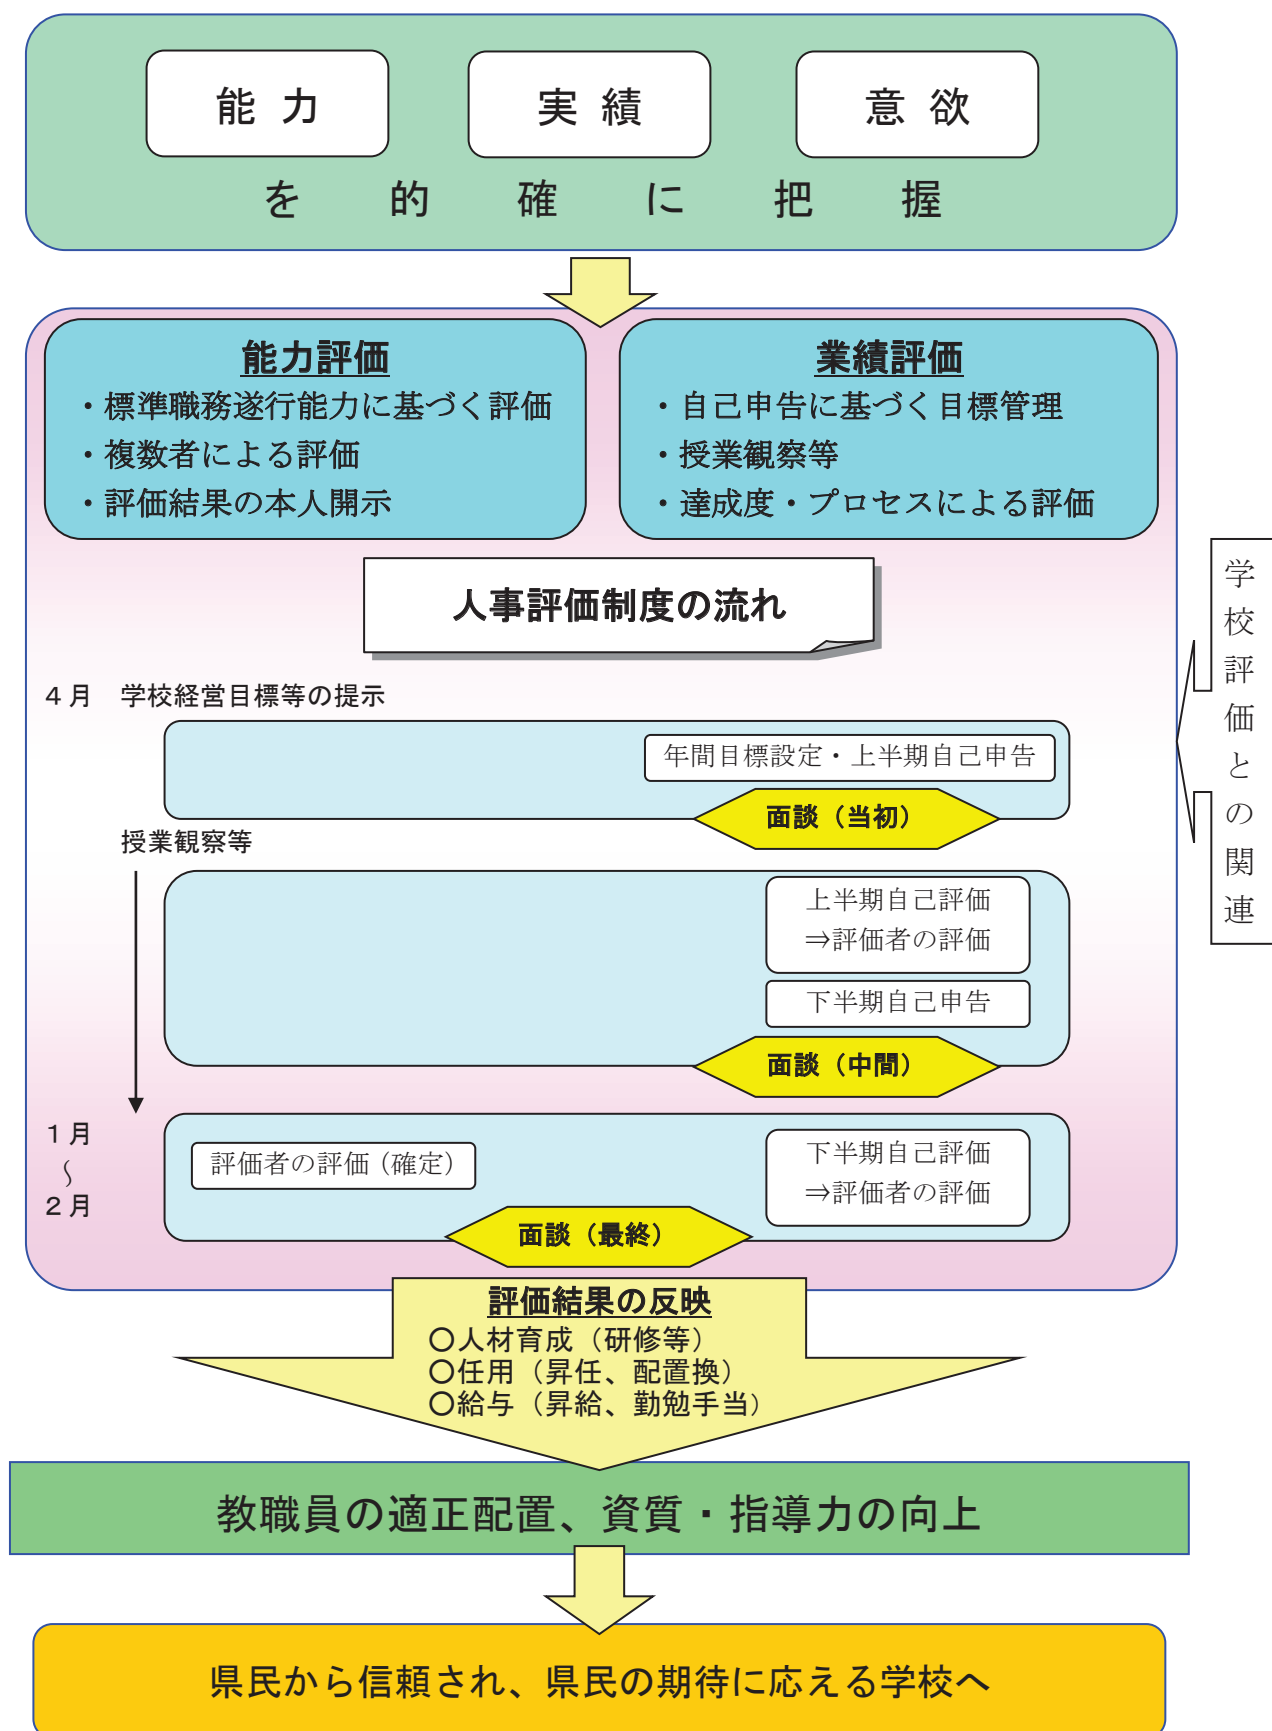 能力
実績
意欲
を的確に把握
能力評価
・標準職務遂行能力に基づく評価
・複数者による評価
・評価結果の本人開示
業績評価
・自己申告に基づく目標管理
・授業観察等
・達成度・プロセスによる評価
人事評価制度の流れ
学校評価との関連
4月　学校経営目標等の提示
年間目標設定・上半期自己申告
面談（当初）
授業観察等
上半期自己評価
⇒評価者の評価
下半期自己申告
面談（中間）
1月
～
2月
評価者の評価（確定）
下半期自己評価
⇒評価者の評価
面談（最終）
評価結果の反映
○人材育成（研修等）
○任用（昇任、配置換）
○給与（昇給、勤勉手当）
教職員の適正配置、資質・指導力の向上
県民から信頼され、県民の期待に応える学校へ